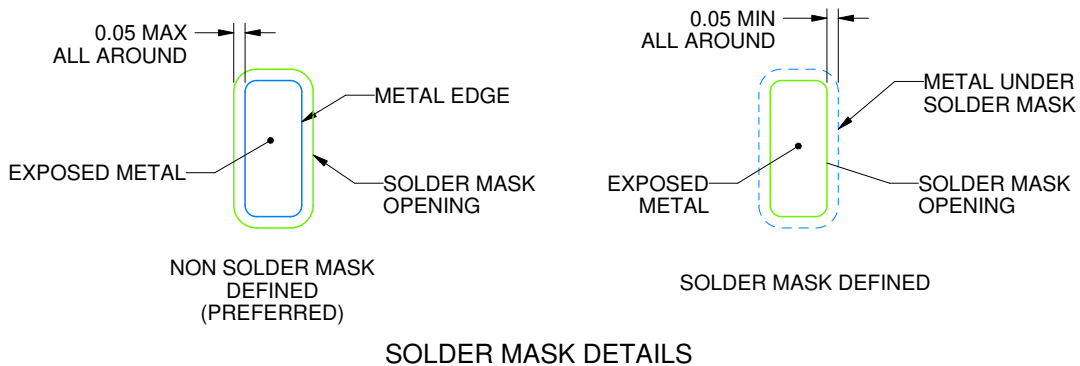 0.05 MAX
ALL AROUND
METAL EDGE
EXPOSED METAL
SOLDER MASK
OPENING
NON SOLDER MASK
DEFINED
(PREFERRED)
0.05 MIN
ALL AROUND
METAL UNDER
SOLDER MASK
EXPOSED
METAL
SOLDER MASK
OPENING
SOLDER MASK DEFINED
SOLDER MASK DETAILS